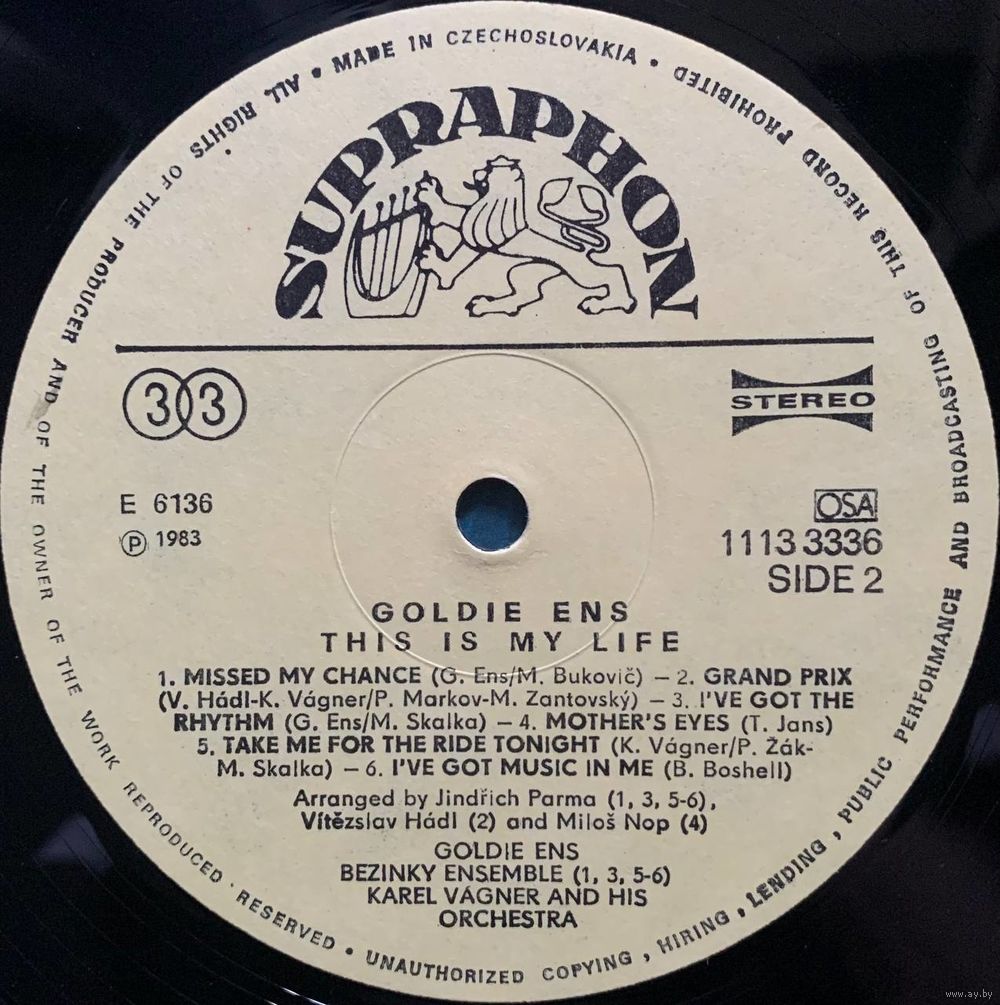 MADE IN CZECHOSLOVAKIA • ALL RIGHTS OF THE PRODUCER AND OF THE OWNER OF THE WORK REPRODUCED · RESERVED • UNAUTHORIZED COPYING, HIRING, LENDING, PUBLIC PERFORMANCE AND BROADCASTING OF THIS RECORD PROHIBITED •
SUPRAPHON
33
STEREO
E 6136
Ⓟ 1983
OSA
1113 3336
SIDE 2
GOLDIE ENS
THIS IS MY LIFE
1. MISSED MY CHANCE (G. Ens/M. Bukovič) – 2. GRAND PRIX
(V. Hádl-K. Vágner/P. Markov-M. Zantovský) – 3. I'VE GOT THE
RHYTHM (G. Ens/M. Skalka) – 4. MOTHER'S EYES (T. Jans)
5. TAKE ME FOR THE RIDE TONIGHT (K. Vágner/P. Žák-
M. Skalka) – 6. I'VE GOT MUSIC IN ME (B. Boshell)
Arranged by Jindřich Parma (1, 3, 5-6),
Vítězslav Hádl (2) and Miloš Nop (4)
GOLDIE ENS
BEZINKY ENSEMBLE (1, 3, 5-6)
KAREL VÁGNER AND HIS
ORCHESTRA
www.ay.by